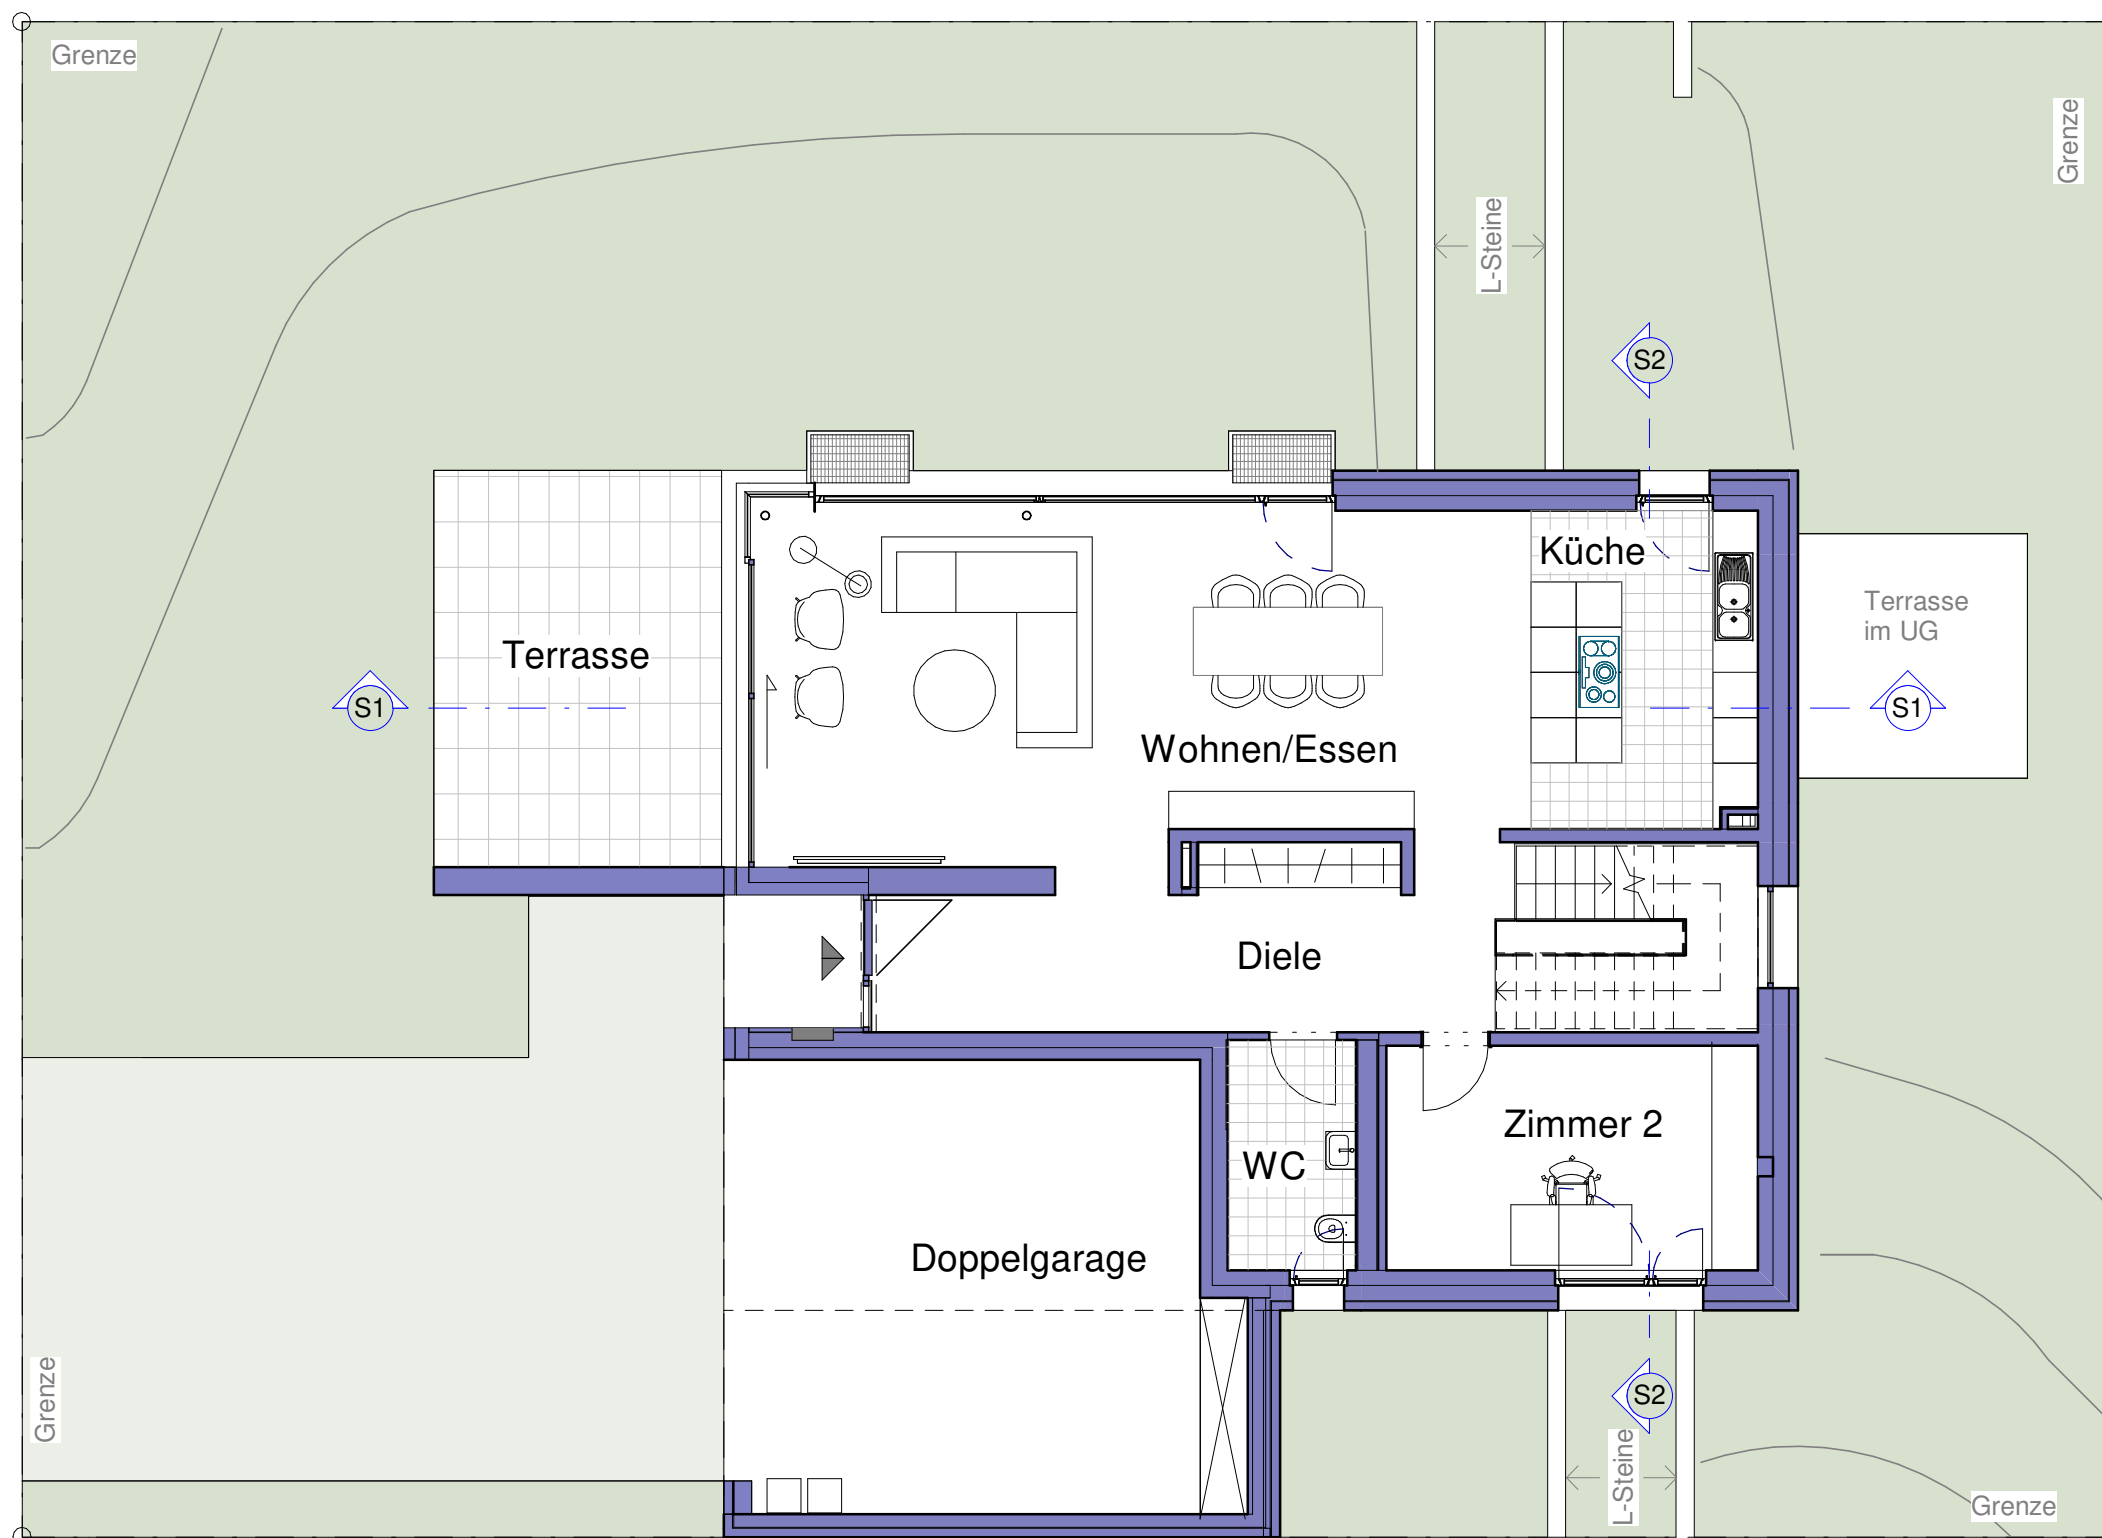 Grenze
Grenze
L-Steine
S2
Küche
Terrasse
im UG
Terrasse
S1
S1
Wohnen/Essen
Diele
Zimmer 2
WC
Doppelgarage
Grenze
S2
L-Steine
Grenze